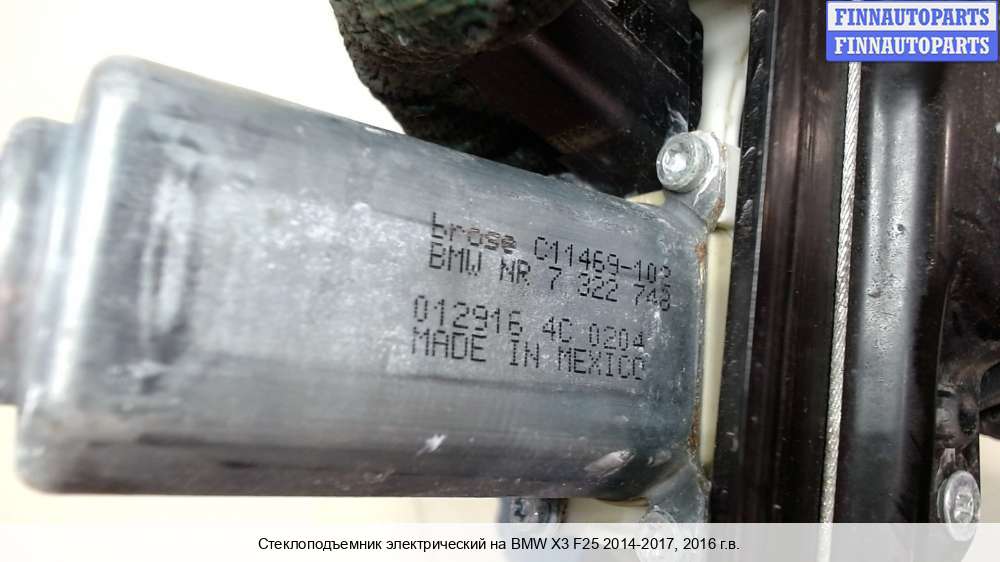 FINNAUTOPARTS
FINNAUTOPARTS
brose C11469-102
BMW NR 7 322 748
012916 4C 0204
MADE IN MEXICO
Стеклоподъемник электрический на BMW X3 F25 2014-2017, 2016 г.в.